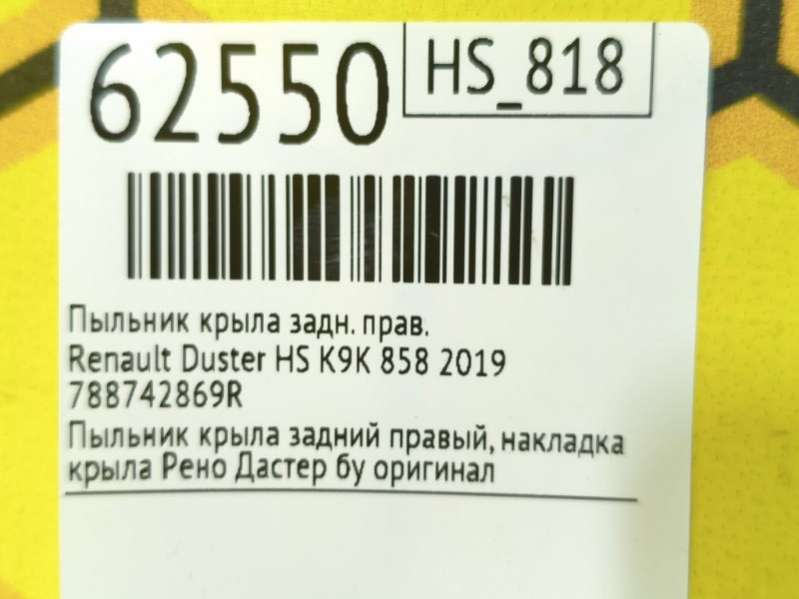 62550
HS_818
Пыльник крыла задн. прав.
Renault Duster HS K9K 858 2019
788742869R
Пыльник крыла задний правый, накладка
крыла Рено Дастер бу оригинал